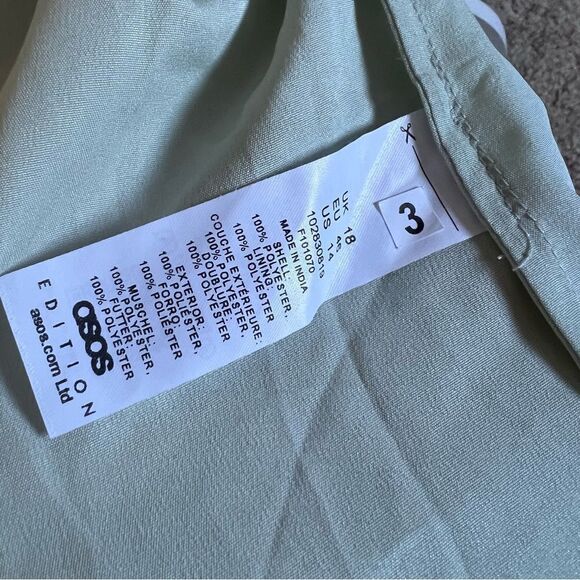 3
UK 18
EU 46
US 14
102830613
F101070
MADE IN INDIA
SHELL:
100% POLYESTER.
LINING:
100% POLYESTER
COUCHE EXTÉRIEURE:
100% POLYESTER.
DOUBLURE:
100% POLYESTER
EXTERIOR:
100% POLIÉSTER.
FORRO:
100% POLIÉSTER
MUSCHEL:
100% POLYESTER.
FUTTER:
100% POLYESTER
asos
EDITION
asos.com Ltd